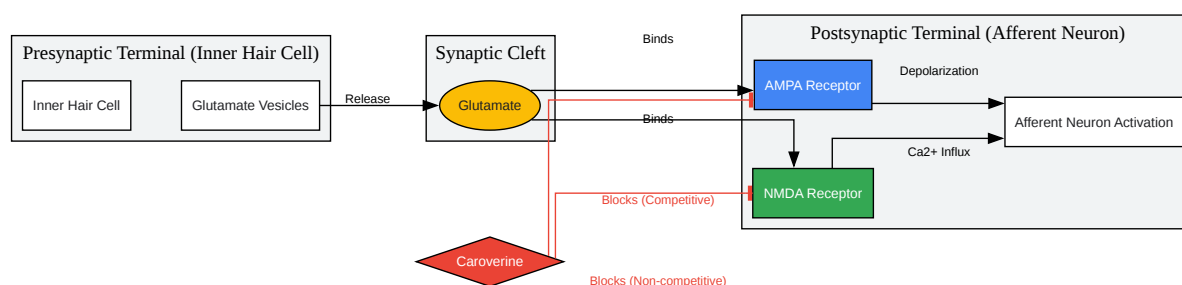 Presynaptic Terminal (Inner Hair Cell)
Inner Hair Cell
Glutamate Vesicles
Release
Synaptic Cleft
Glutamate
Binds
Binds
Postsynaptic Terminal (Afferent Neuron)
AMPA Receptor
Depolarization
Afferent Neuron Activation
Ca2+ Influx
NMDA Receptor
Blocks (Competitive)
Caroverine
Blocks (Non-competitive)